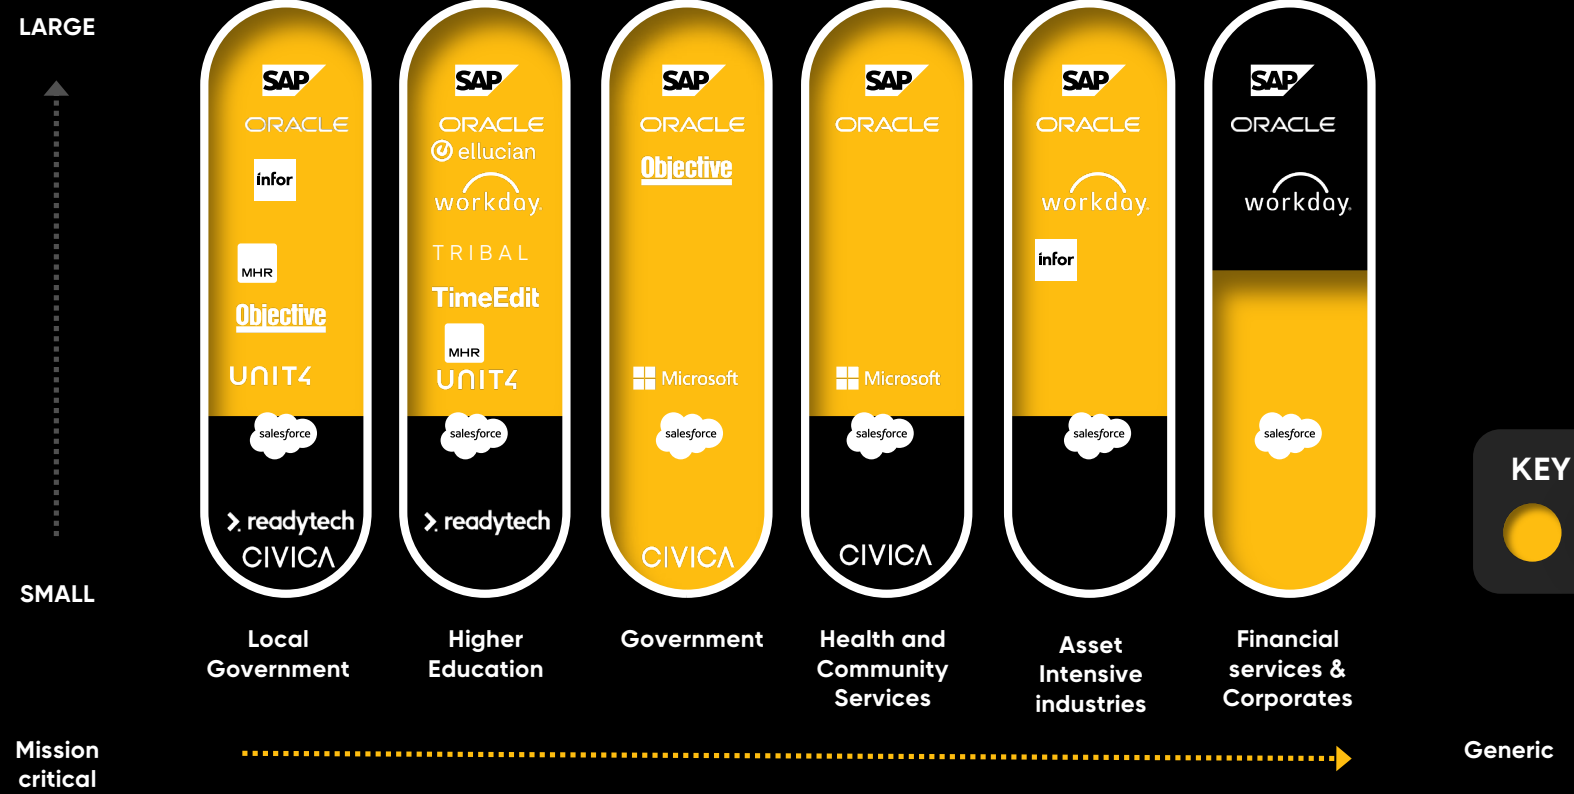 LARGE
SAP
ORACLE
infor
MHR
Objective
UNIT4
salesforce
readytech
CIVICA
Local
Government
SAP
ORACLE
ellucian
workday.
TRIBAL
TimeEdit
MHR
UNIT4
salesforce
readytech
Higher
Education
SAP
ORACLE
Objective
Microsoft
salesforce
CIVICA
Government
SAP
ORACLE
Microsoft
salesforce
CIVICA
Health and
Community
Services
SAP
ORACLE
workday.
infor
salesforce
Asset
Intensive
industries
SAP
ORACLE
workday.
salesforce
Financial
services &
Corporates
KEY
SMALL
Mission
critical
Generic